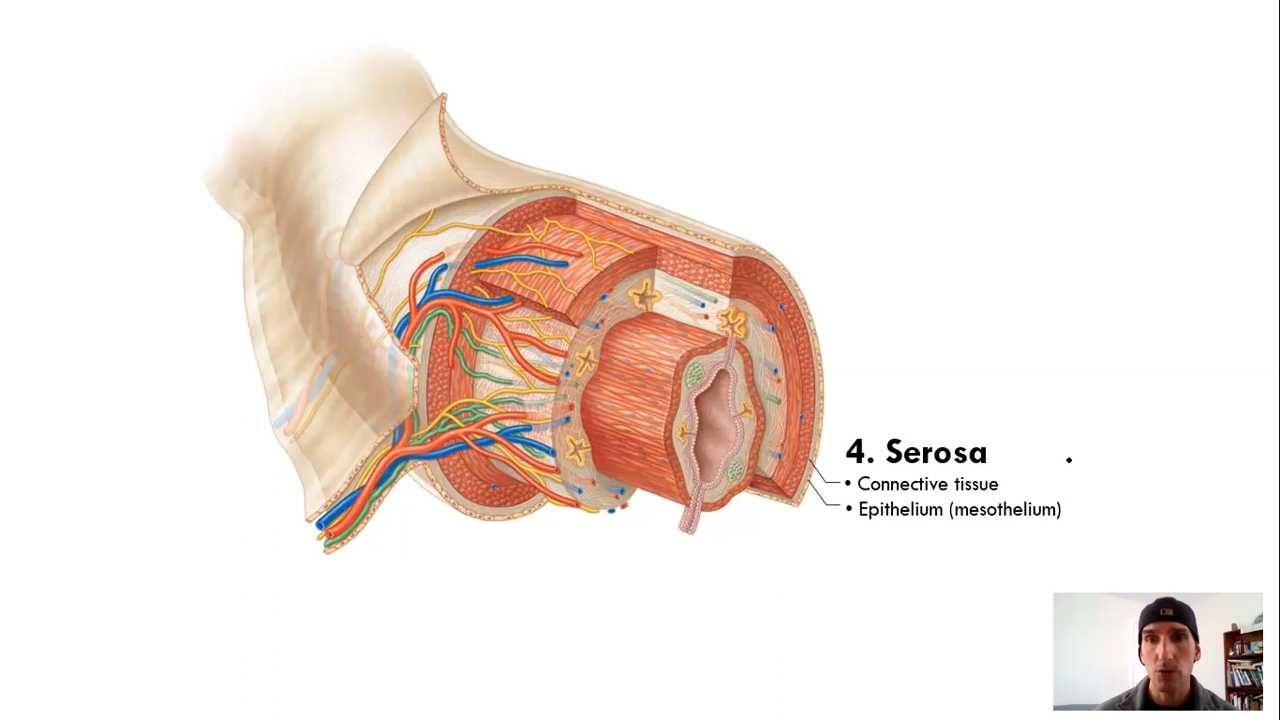 4. Serosa
• Connective tissue
• Epithelium (mesothelium)